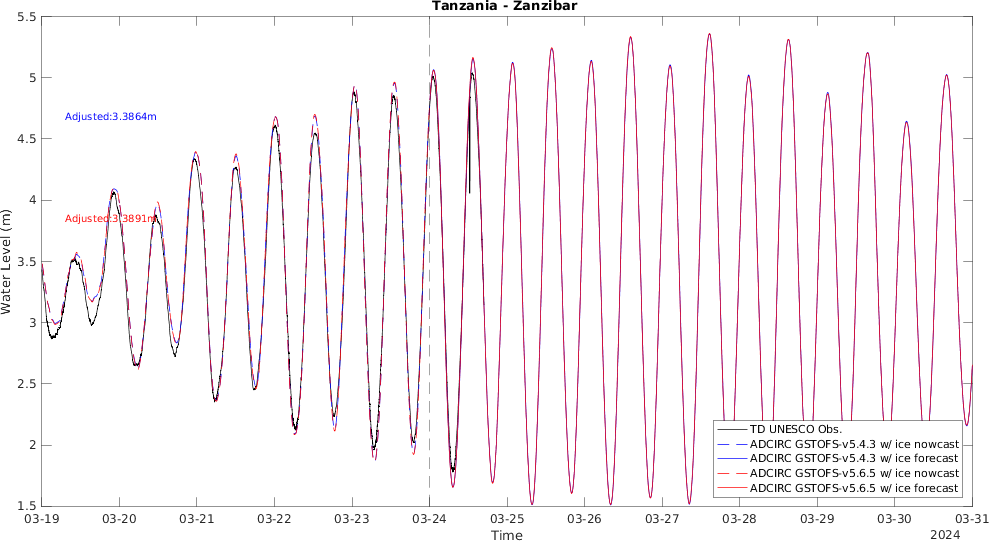 Tanzania - Zanzibar
5.5
5
4.5
4
3.5
3
2.5
2
1.5
Water Level (m)
Adjusted:3.3864m
Adjusted:3.3891m
TD UNESCO Obs.
ADCIRC GSTOFS-v5.4.3 w/ ice nowcast
ADCIRC GSTOFS-v5.4.3 w/ ice forecast
ADCIRC GSTOFS-v5.6.5 w/ ice nowcast
ADCIRC GSTOFS-v5.6.5 w/ ice forecast
03-19 03-20 03-21 03-22 03-23 03-24 03-25 03-26 03-27 03-28 03-29 03-30 03-31
Time
2024